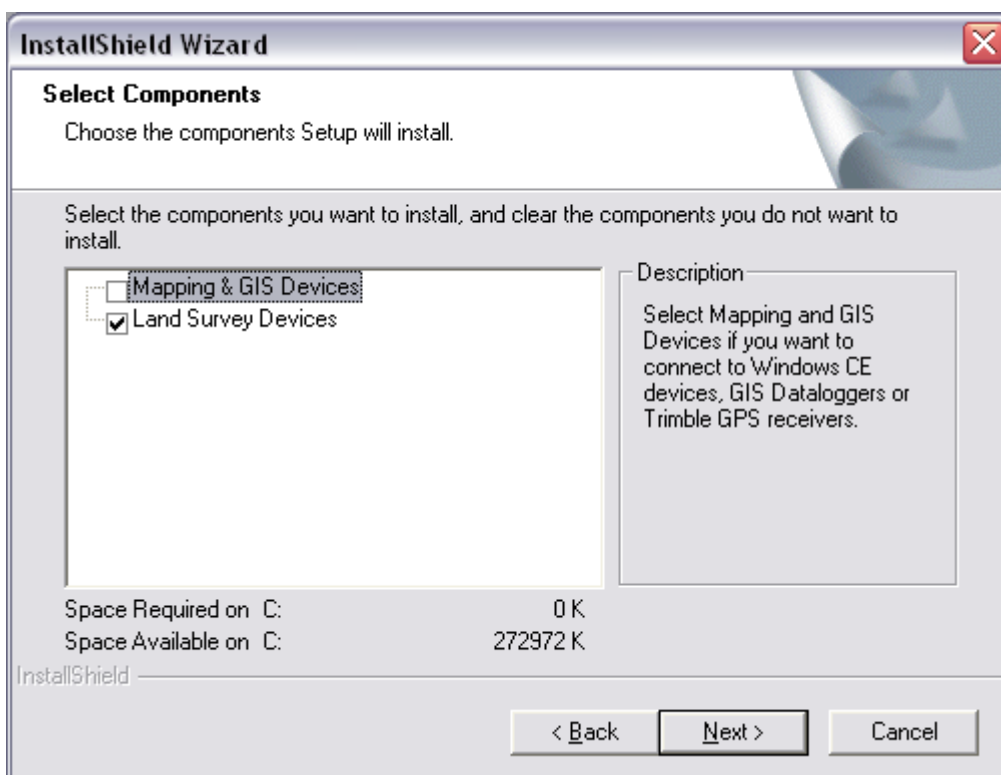 InstallShield Wizard
Select Components
Choose the components Setup will install.
Select the components you want to install, and clear the components you do not want to
install.
Mapping & GIS Devices
Land Survey Devices
Description
Select Mapping and GIS
Devices if you want to
connect to Windows CE
devices, GIS Dataloggers or
Trimble GPS receivers.
Space Required on C: 0 K
Space Available on C: 272972 K
InstallShield
< Back Next > Cancel